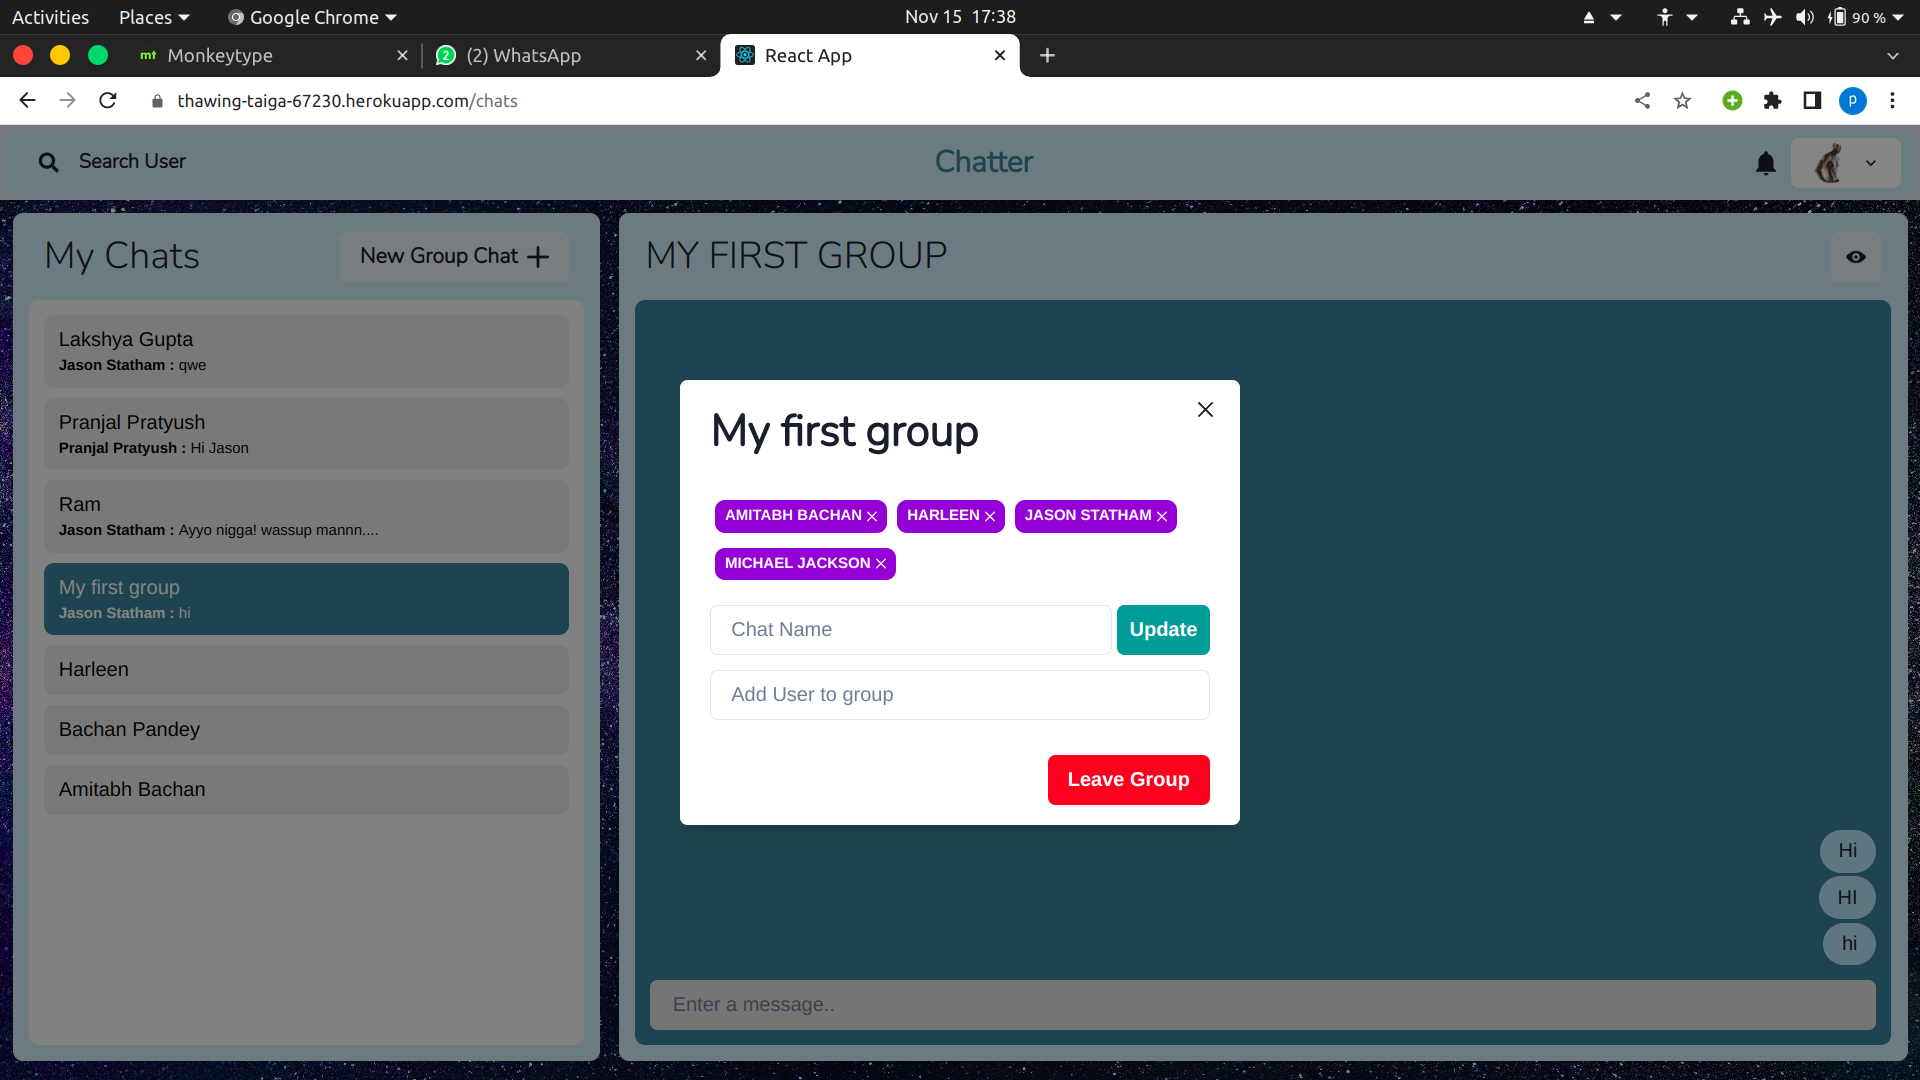 Activities Places Google Chrome Nov 15 17:38 90 %
mt Monkeytype 2 (2) WhatsApp React App
thawing-taiga-67230.herokuapp.com/chats p
Search User Chatter
My Chats New Group Chat
MY FIRST GROUP
Lakshya Gupta
Jason Statham : qwe
Pranjal Pratyush
Pranjal Pratyush : Hi Jason
Ram
Jason Statham : Ayyo nigga! wassup mannn....
My first group
Jason Statham : hi
Harleen
Bachan Pandey
Amitabh Bachan
My first group
AMITABH BACHAN HARLEEN JASON STATHAM
MICHAEL JACKSON
Chat Name Update
Add User to group
Leave Group
Hi
HI
hi
Enter a message..